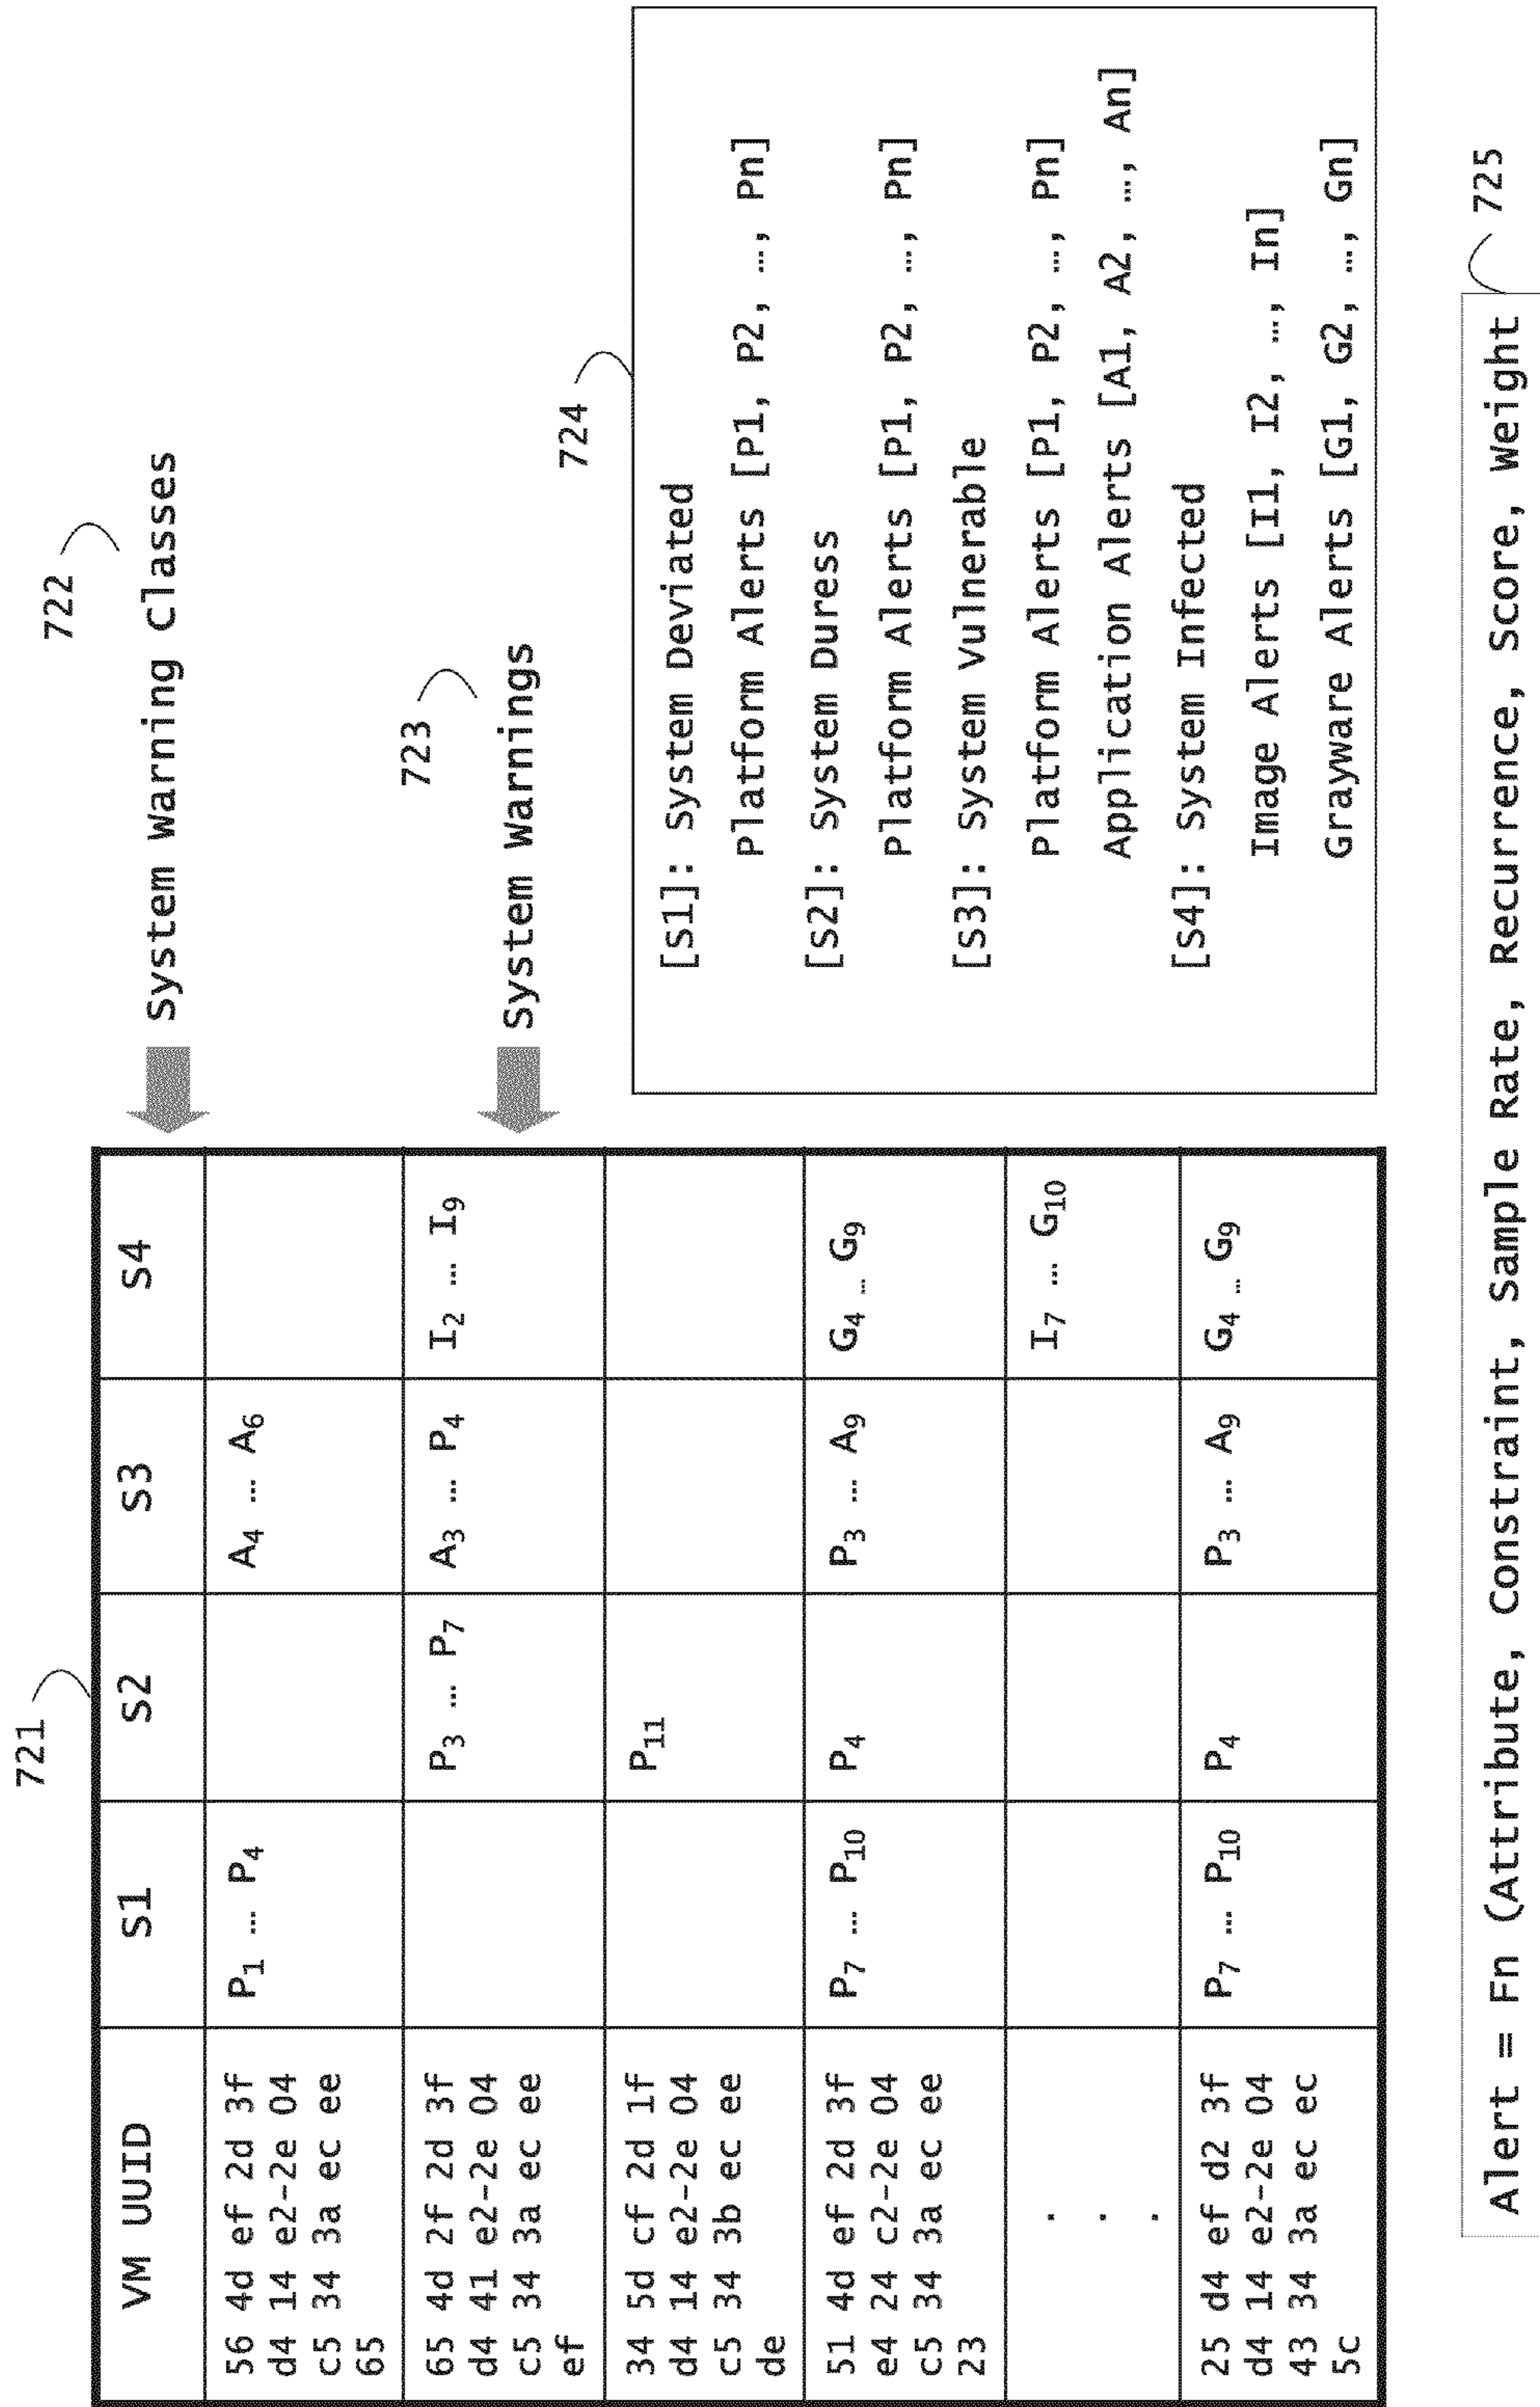 721
VM UUID S1 S2 S3 S4
56 4d ef 2d 3f P₁ … P₄ A₄ … A₆
d4 14 e2-2e 04
c5 34 3a ec ee
65
65 4d 2f 2d 3f P₃ … P₇ A₃ … P₄ I₂ … I₉
d4 41 e2-2e 04
c5 34 3a ec ee
ef
34 5d cf 2d 1f P₁₁
d4 14 e2-2e 04
c5 34 3b ec ee
de
51 4d ef 2d 3f P₇ … P₁₀ P₄ P₃ … A₉ G₄ … G₉
e4 24 c2-2e 04
c5 34 3a ec ee
23
. I₇ … G₁₀
.
.
25 d4 ef d2 3f P₇ … P₁₀ P₄ P₃ … A₉ G₄ … G₉
d4 14 e2-2e 04
43 34 3a ec ec
5c
722
System Warning Classes
723
System Warnings
724
[S1]: System Deviated
Platform Alerts [P1, P2, …, Pn]
[S2]: System Duress
Platform Alerts [P1, P2, …, Pn]
[S3]: System Vulnerable
Platform Alerts [P1, P2, …, Pn]
Application Alerts [A1, A2, …, An]
[S4]: System Infected
Image Alerts [I1, I2, …, In]
Grayware Alerts [G1, G2, …, Gn]
725
Alert = Fn (Attribute, Constraint, Sample Rate, Recurrence, Score, Weight